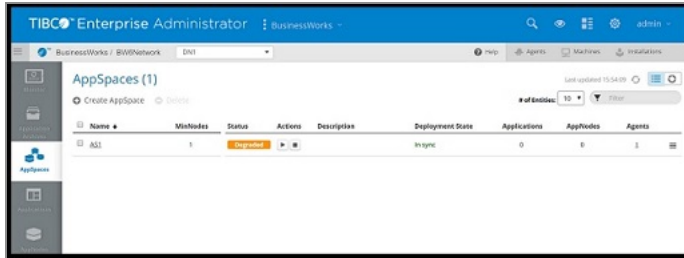 TIBCO Enterprise Administrator BusinessWorks admin
BusinessWorks / BW6Network DN1 Help Agents Machines Installations
AppSpaces (1) Last updated 15:54:09
Create AppSpace Delete # of Entities: 10 Filter
Name MinNodes Status Actions Description Deployment State Applications AppNodes Agents
AS1 1 Degraded In sync 0 0 1
AppSpaces
Applications
AppNodes